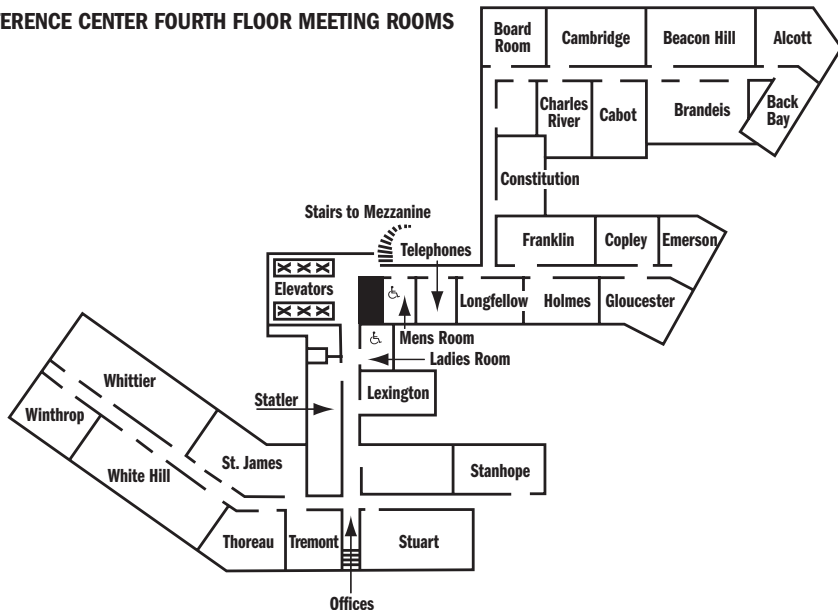 FERENCE CENTER FOURTH FLOOR MEETING ROOMS
Board
Room
Cambridge
Beacon Hill
Alcott
Charles
River
Cabot
Brandeis
Back
Bay
Constitution
Stairs to Mezzanine
Telephones
Franklin
Copley
Emerson
Elevators
Longfellow
Holmes
Gloucester
Mens Room
Ladies Room
Whittier
Winthrop
Statler
Lexington
White Hill
St. James
Stanhope
Thoreau
Tremont
Stuart
Offices